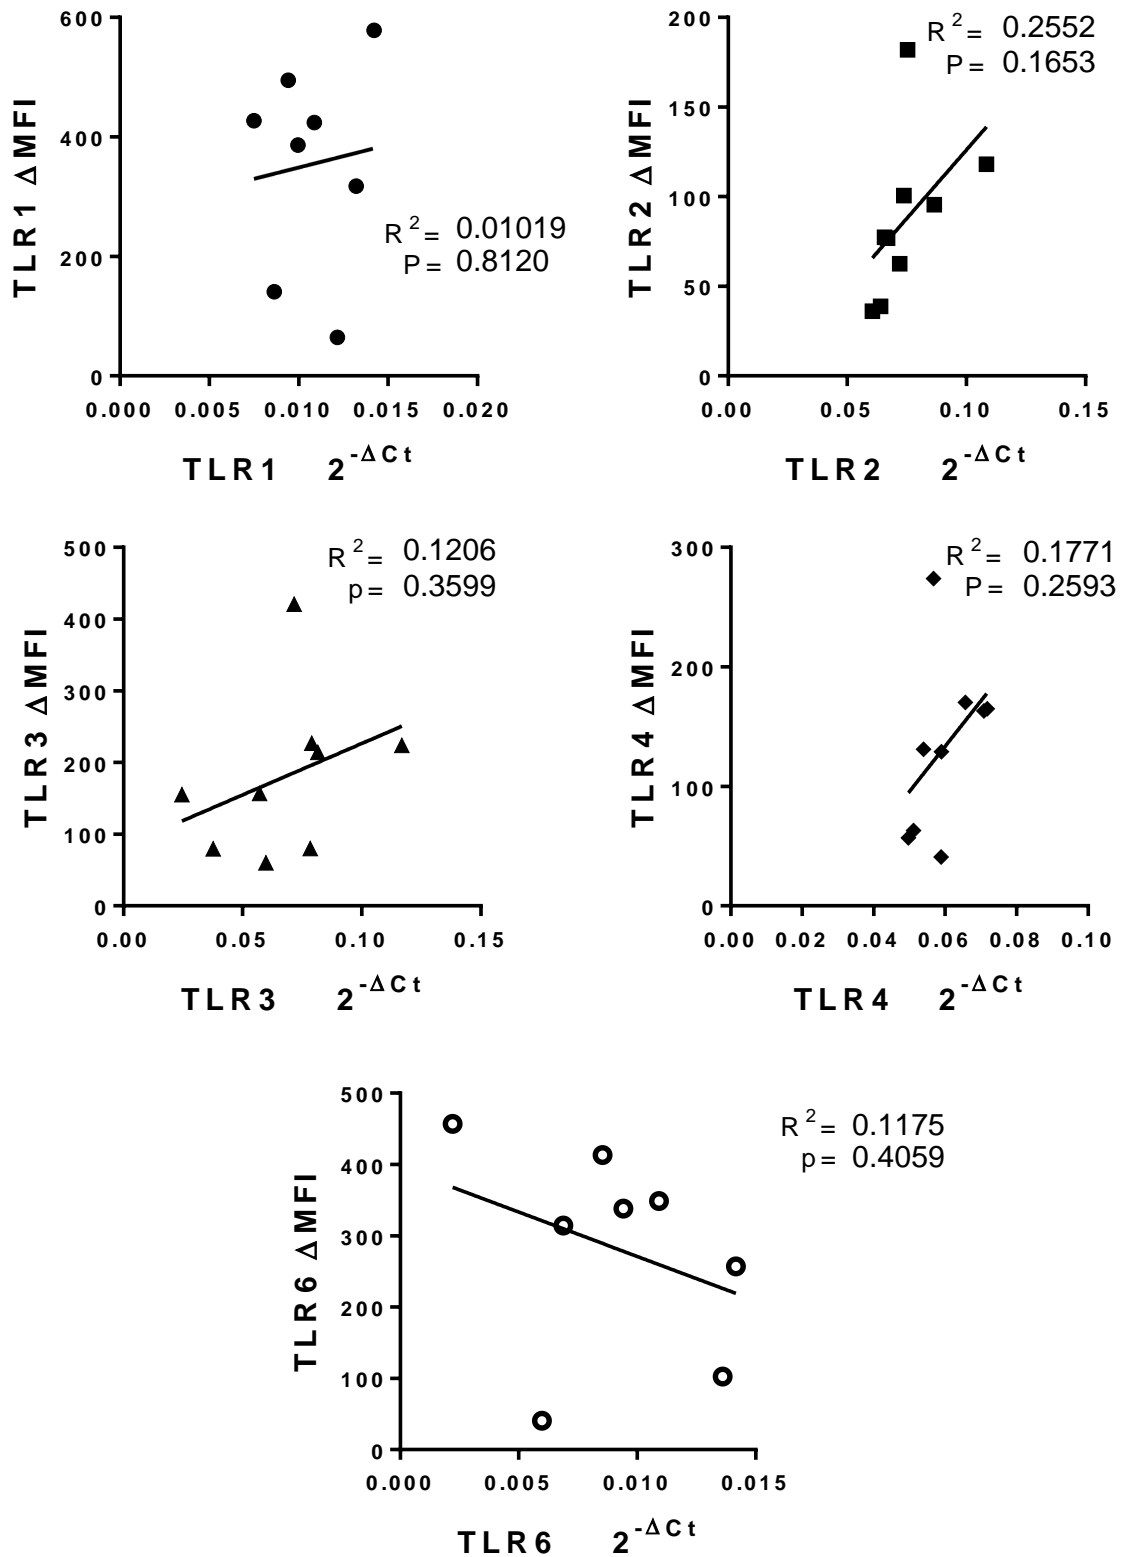 600
400
200
0
TLR1 ΔMFI
R² = 0.01019
P = 0.8120
0.000 0.005 0.010 0.015 0.020
TLR1 2^-ΔCt
200
150
100
50
0
TLR2 ΔMFI
R² = 0.2552
P = 0.1653
0.00 0.05 0.10 0.15
TLR2 2^-ΔCt
500
400
300
200
100
0
TLR3 ΔMFI
R² = 0.1206
p = 0.3599
0.00 0.05 0.10 0.15
TLR3 2^-ΔCt
300
200
100
0
TLR4 ΔMFI
R² = 0.1771
P = 0.2593
0.00 0.02 0.04 0.06 0.08 0.10
TLR4 2^-ΔCt
500
400
300
200
100
0
TLR6 ΔMFI
R² = 0.1175
p = 0.4059
0.000 0.005 0.010 0.015
TLR6 2^-ΔCt